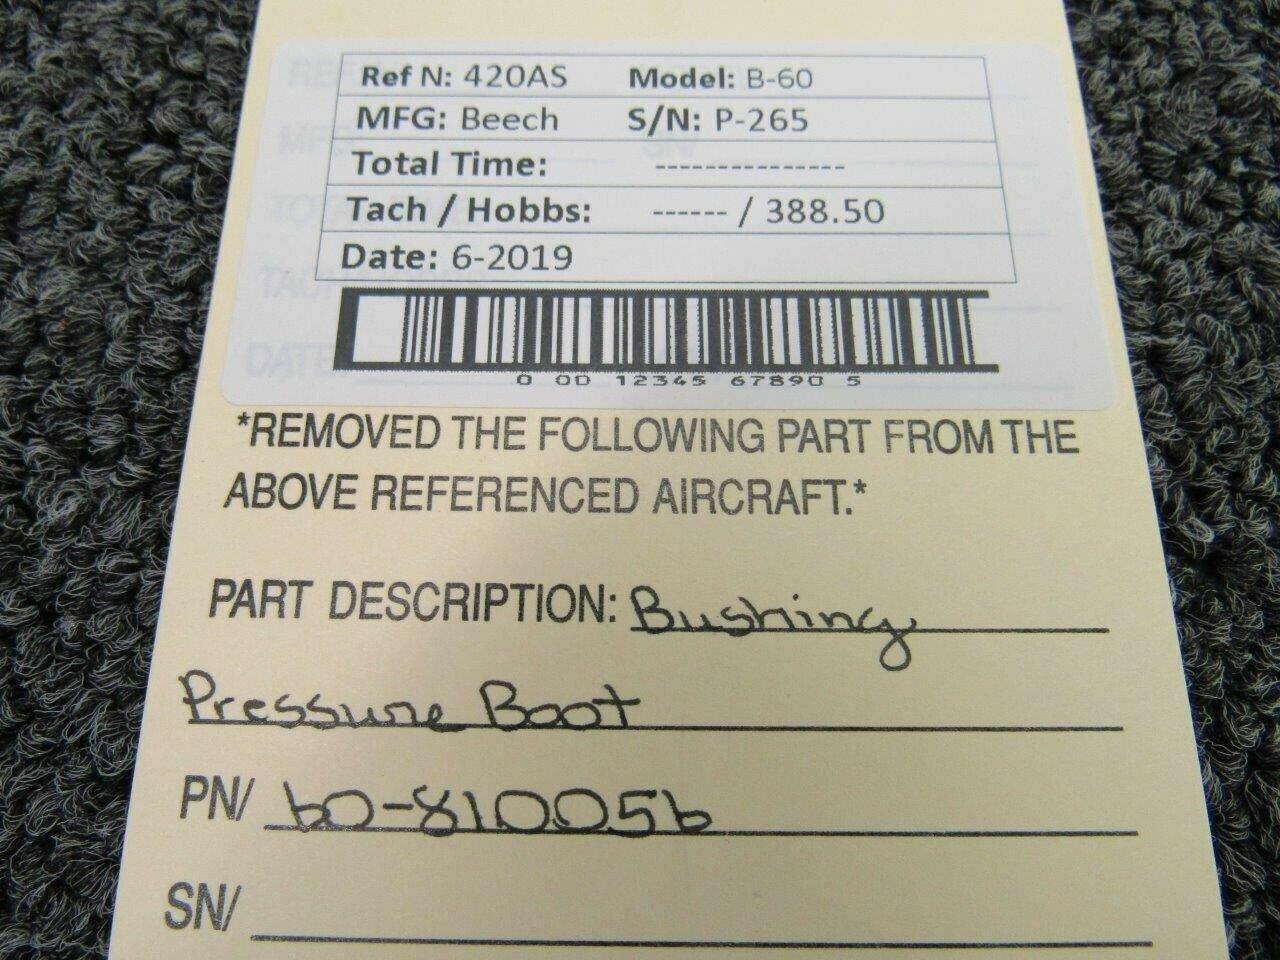 Ref N: 420AS Model: B-60
MFG: Beech S/N: P-265
Total Time: ---------------
Tach / Hobbs: ------ / 388.50
Date: 6-2019
0 00 12345 67890 5
*REMOVED THE FOLLOWING PART FROM THE
ABOVE REFERENCED AIRCRAFT.*
PART DESCRIPTION: Bushing,
Pressure Boot
PN/ 60-810056
SN/